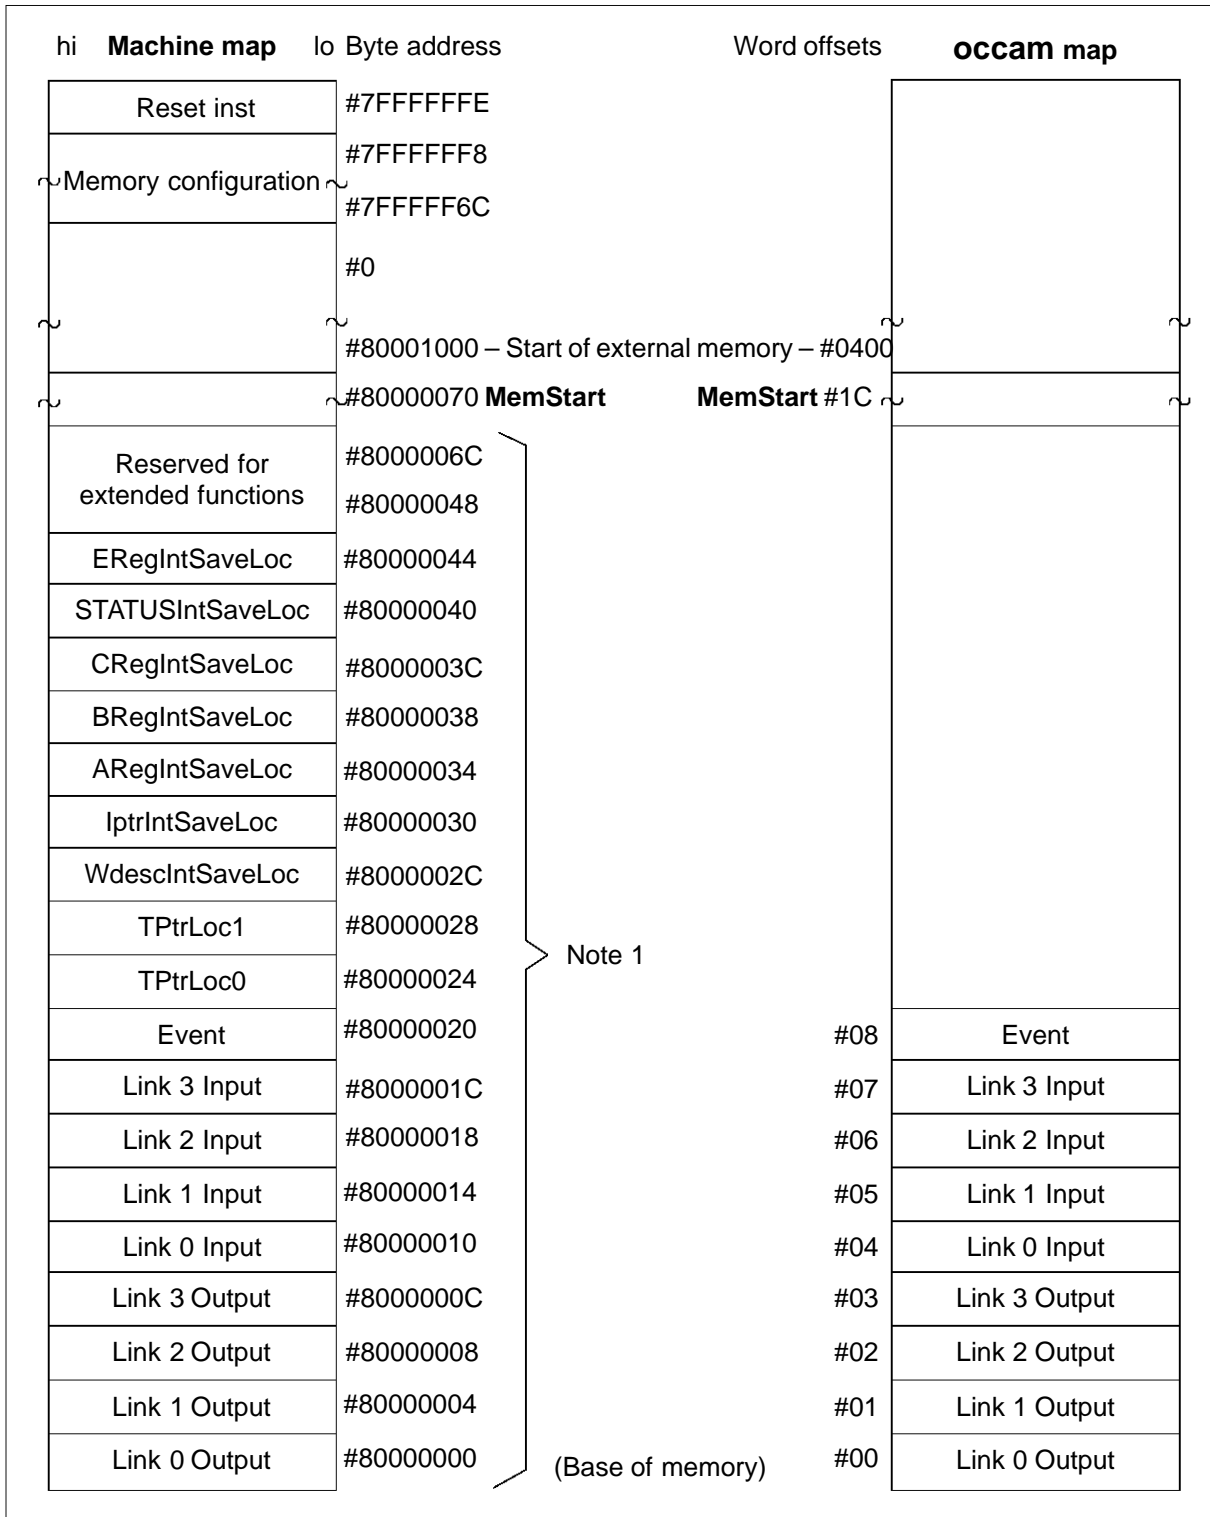 hi Machine map lo Byte address Word offsets occam map
Reset inst #7FFFFFFE
#7FFFFFF8
Memory configuration
#7FFFFF6C
#0
#80001000 – Start of external memory – #0400
#80000070 MemStart MemStart #1C
Reserved for extended functions
#8000006C
#80000048
ERegIntSaveLoc #80000044
STATUSIntSaveLoc #80000040
CRegIntSaveLoc #8000003C
BRegIntSaveLoc #80000038
ARegIntSaveLoc #80000034
IptrIntSaveLoc #80000030
WdescIntSaveLoc #8000002C
TPtrLoc1 #80000028
Note 1
TPtrLoc0 #80000024
Event #80000020 #08 Event
Link 3 Input #8000001C #07 Link 3 Input
Link 2 Input #80000018 #06 Link 2 Input
Link 1 Input #80000014 #05 Link 1 Input
Link 0 Input #80000010 #04 Link 0 Input
Link 3 Output #8000000C #03 Link 3 Output
Link 2 Output #80000008 #02 Link 2 Output
Link 1 Output #80000004 #01 Link 1 Output
Link 0 Output #80000000 (Base of memory) #00 Link 0 Output